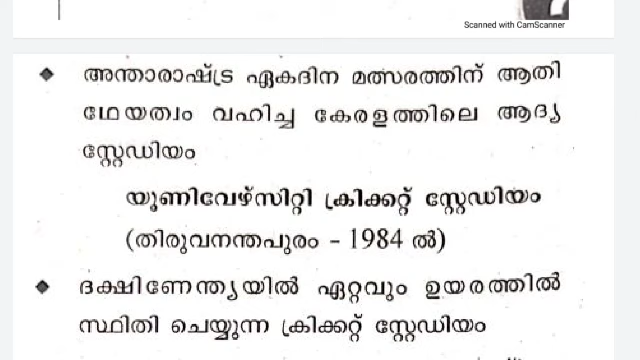 Scanned with CamScanner
◆ അന്താരാഷ്ട്ര ഏകദിന മത്സരത്തിന് ആതി
ഥേയത്വം വഹിച്ച കേരളത്തിലെ ആദ്യ
സ്റ്റേഡിയം
യൂണിവേഴ്സിറ്റി ക്രിക്കറ്റ് സ്റ്റേഡിയം
(തിരുവനന്തപുരം - 1984 ൽ)
◆ ദക്ഷിണേന്ത്യയിൽ ഏറ്റവും ഉയരത്തിൽ
സ്ഥിതി ചെയ്യുന്ന ക്രിക്കറ്റ് സ്റ്റേഡിയം